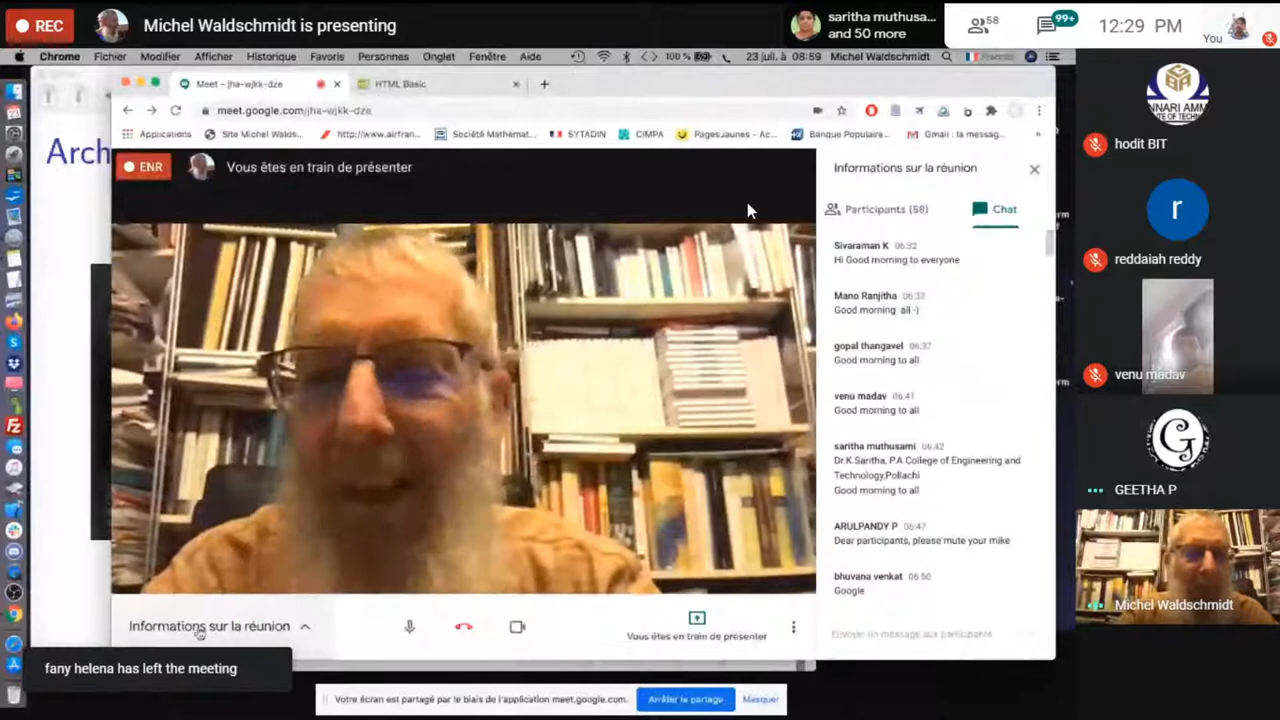 REC
Michel Waldschmidt is presenting
saritha muthusa...
and 50 more
58
99+
12:29 PM
You
Chrome Fichier Modifier Afficher Historique Favoris Personnes Onglet Fenêtre Aide 100 % 23 juil. à 08:59 Michel Waldschmidt Français
Meet – jha-wjkk-dze
HTML Basic
meet.google.com/jha-wjkk-dze
Applications Site Michel Walds... http://www.airfran... Société Mathémat... SYTADIN CIMPA PagesJaunes - Ac... Banque Populaire... Gmail : la messag...
Arch
ENR
Vous êtes en train de présenter
Informations sur la réunion
Participants (58)
Chat
Sivaraman K 06:32
Hi Good morning to everyone
Mano Ranjitha 06:33
Good morning all :-)
gopal thangavel 06:37
Good morning to all
venu madav 06:41
Good morning to all
saritha muthusami 06:42
Dr.K.Saritha, P.A College of Engineering and
Technology,Pollachi
Good morning to all
ARULPANDY P 06:47
Dear participants, please mute your mike
bhuvana venkat 06:50
Google
Envoyer un message aux participants
Informations sur la réunion
Vous êtes en train de présenter
fany helena has left the meeting
Votre écran est partagé par le biais de l'application meet.google.com.
Arrêter le partage
Masquer
NNARI AMM
hodit BIT
r
reddaiah reddy
venu madav
GEETHA P
Michel Waldschmidt